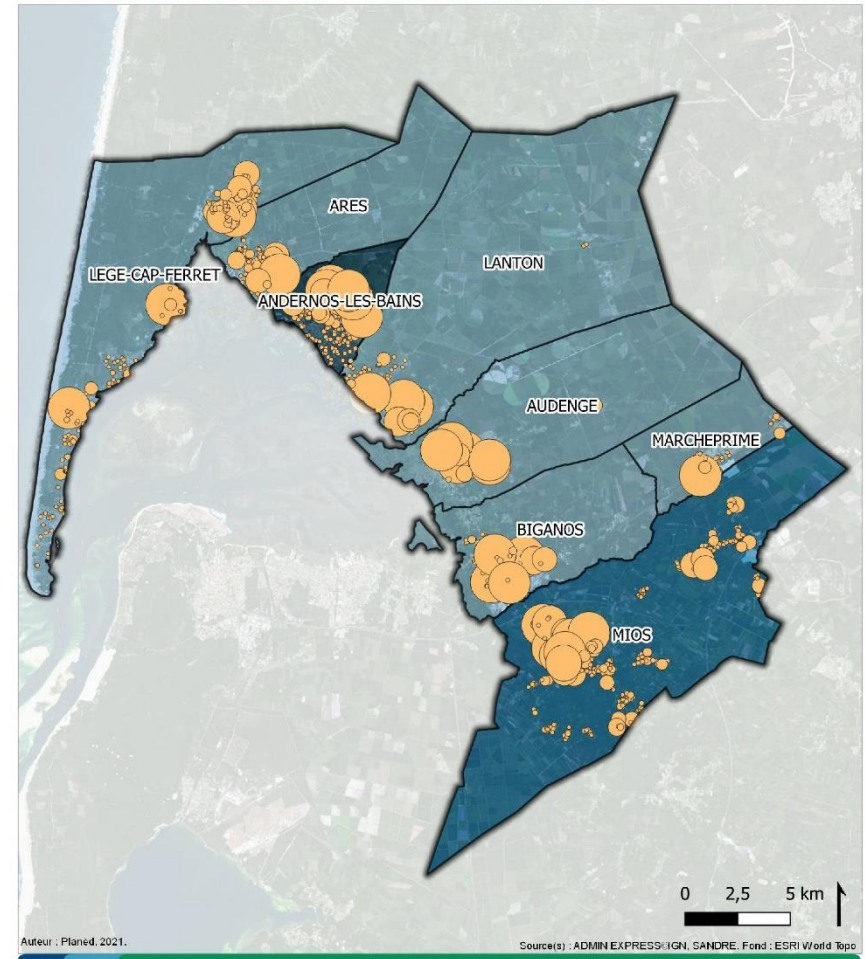 ARES
LEGE-CAP-FERRET
LANTON
ANDERNOS-LES-BAINS
AUDENGE
MARCHEPRIME
BIGANOS
MIOS
0 2,5 5 km
Auteur : Planed, 2021.
Source(s) : ADMIN EXPRESS©IGN, SANDRE. Fond : ESRI World Topo